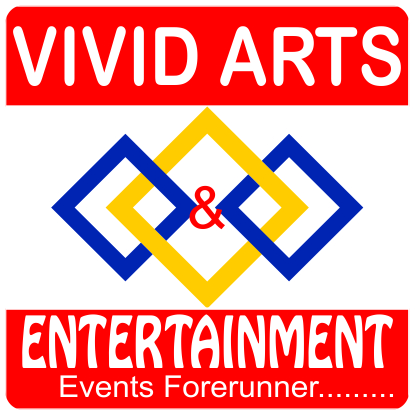 VIVID ARTS
&
ENTERTAINMENT
Events Forerunner.........